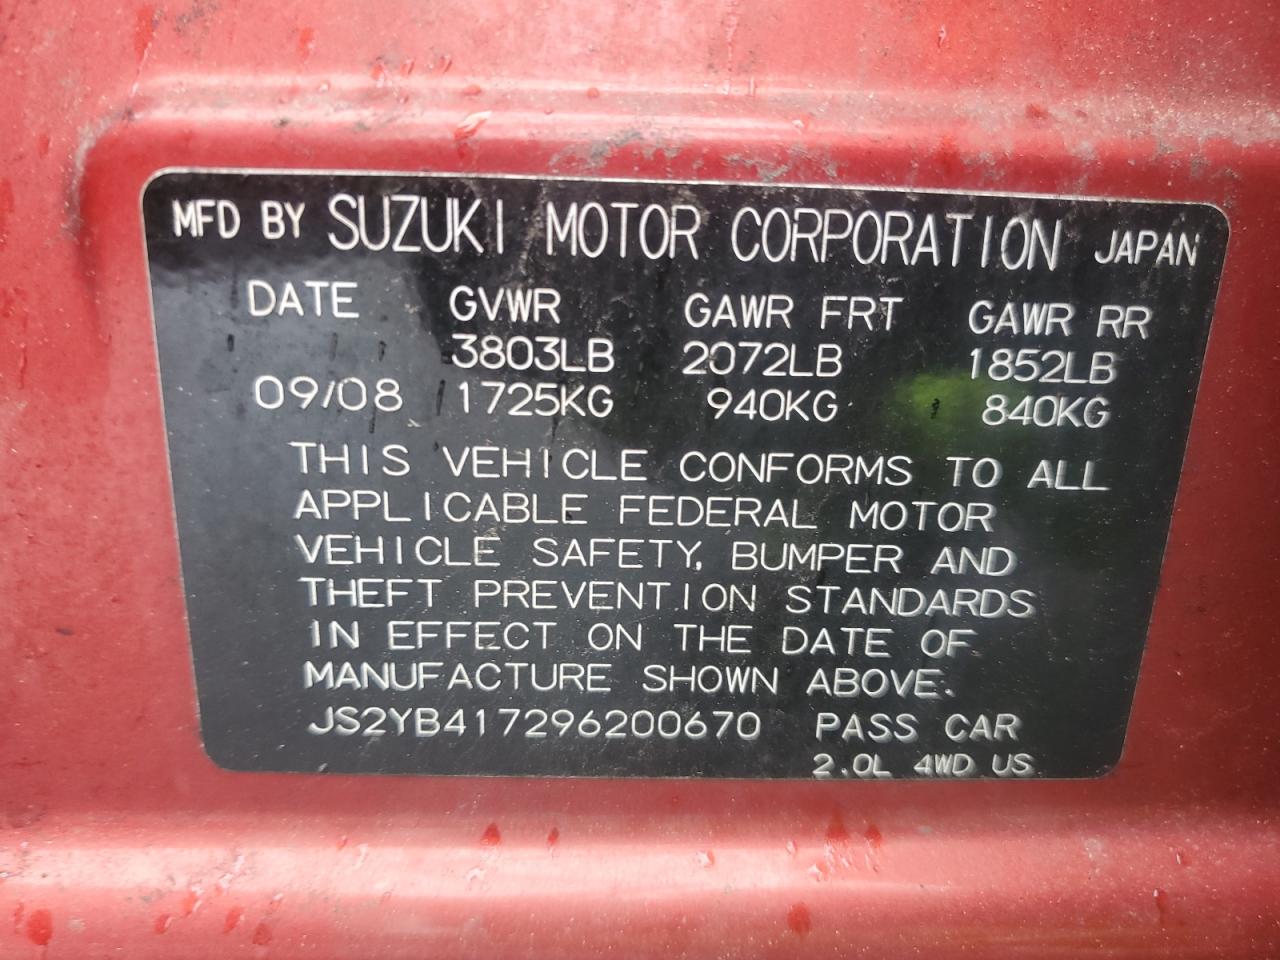 MFD BY SUZUKI MOTOR CORPORATION JAPAN
DATE GVWR GAWR FRT GAWR RR
3803LB 2072LB 1852LB
09/08 1725KG 940KG 840KG
THIS VEHICLE CONFORMS TO ALL
APPLICABLE FEDERAL MOTOR
VEHICLE SAFETY, BUMPER AND
THEFT PREVENTION STANDARDS
IN EFFECT ON THE DATE OF
MANUFACTURE SHOWN ABOVE.
JS2YB417296200670 PASS CAR
2.0L 4WD US